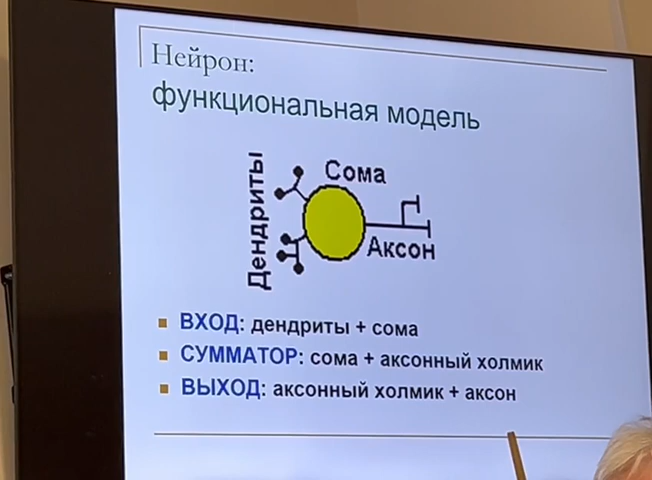 Нейрон:
функциональная модель
Дендриты
Сома
Аксон
ВХОД: дендриты + сома
СУММАТОР: сома + аксонный холмик
ВЫХОД: аксонный холмик + аксон